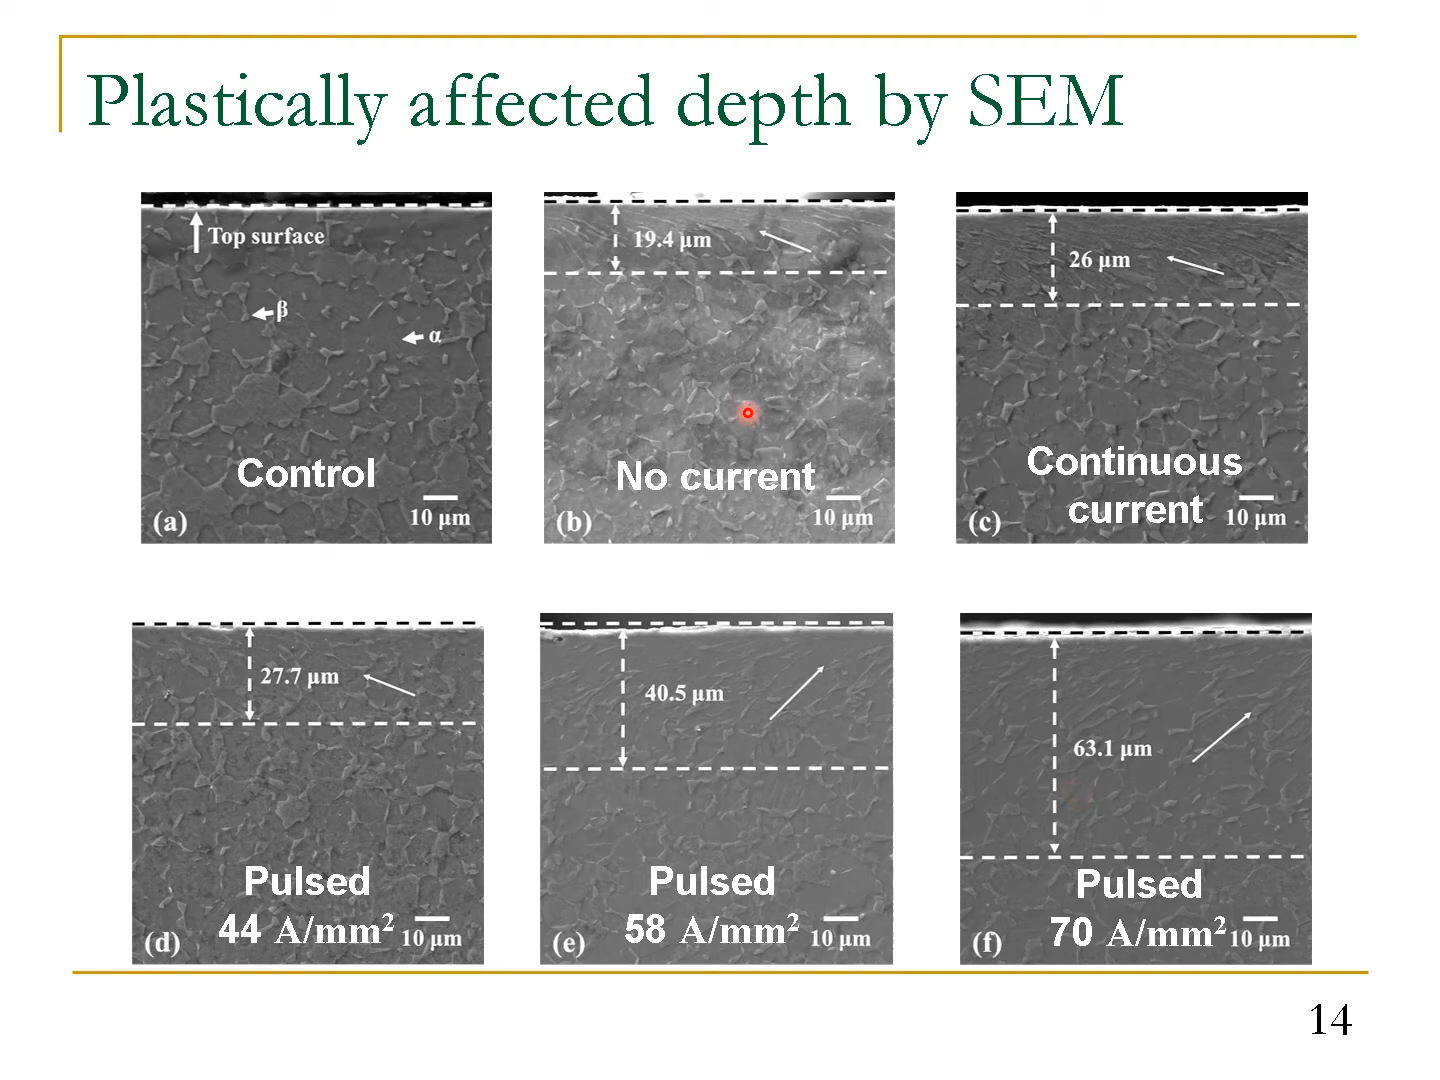 Plastically affected depth by SEM
Top surface
β
α
Control
(a)
10 μm
19.4 μm
No current
(b)
10 μm
26 μm
Continuous
current
(c)
10 μm
27.7 μm
Pulsed
44 A/mm²
(d)
10 μm
40.5 μm
Pulsed
58 A/mm²
(e)
10 μm
63.1 μm
Pulsed
70 A/mm²
(f)
10 μm
14